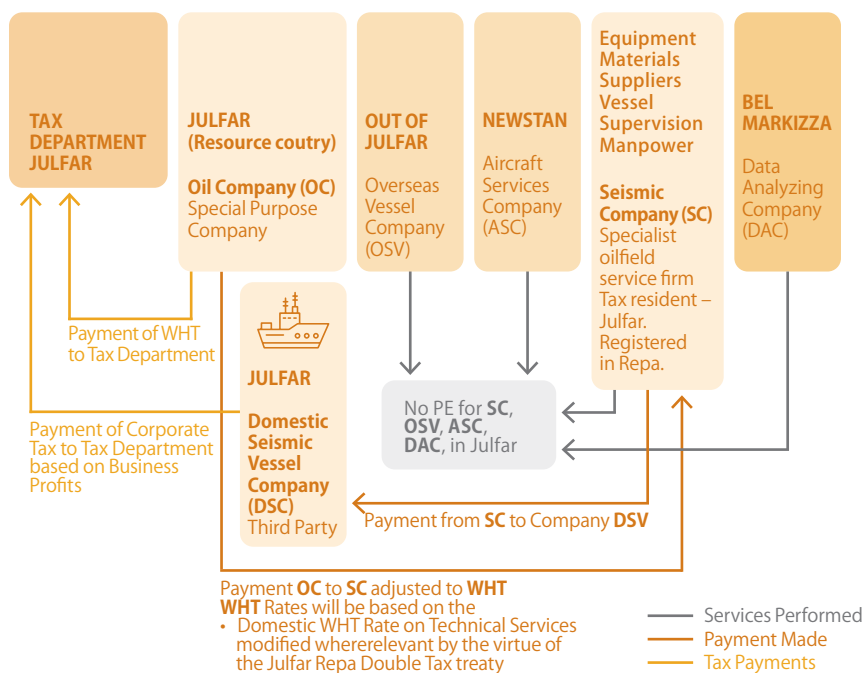 TAX
DEPARTMENT
JULFAR
JULFAR
(Resource coutry)
Oil Company (OC)
Special Purpose
Company
OUT OF
JULFAR
Overseas
Vessel
Company
(OSV)
NEWSTAN
Aircraft
Services
Company
(ASC)
Equipment
Materials
Suppliers
Vessel
Supervision
Manpower
Seismic
Company (SC)
Specialist
oilfield
service firm
Tax resident –
Julfar.
Registered
in Repa.
BEL
MARKIZZA
Data
Analyzing
Company
(DAC)
Payment of WHT
to Tax Department
Payment of Corporate
Tax to Tax Department
based on Business
Profits
JULFAR
Domestic
Seismic
Vessel
Company
(DSC)
Third Party
No PE for SC,
OSV, ASC,
DAC, in Julfar
Payment from SC to Company DSV
Payment OC to SC adjusted to WHT
WHT Rates will be based on the
• Domestic WHT Rate on Technical Services
modified whererelevant by the virtue of
the Julfar Repa Double Tax treaty
Services Performed
Payment Made
Tax Payments